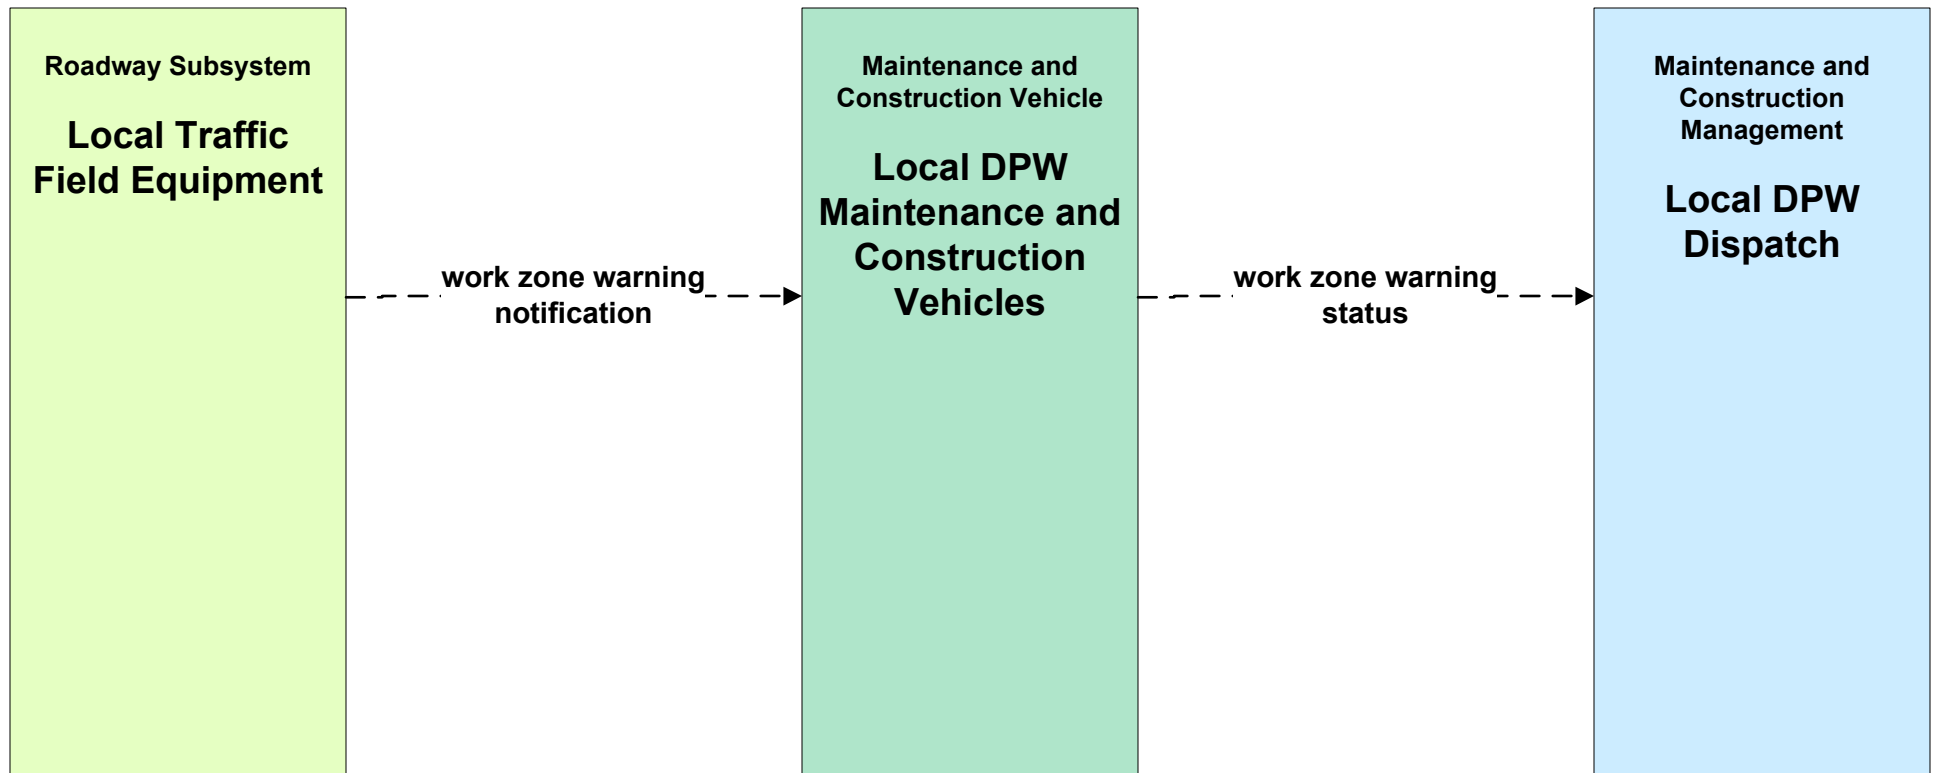 Roadway Subsystem
Local Traffic
Field Equipment
work zone warning
notification
Maintenance and
Construction Vehicle
Local DPW
Maintenance and
Construction
Vehicles
work zone warning
status
Maintenance and
Construction
Management
Local DPW
Dispatch